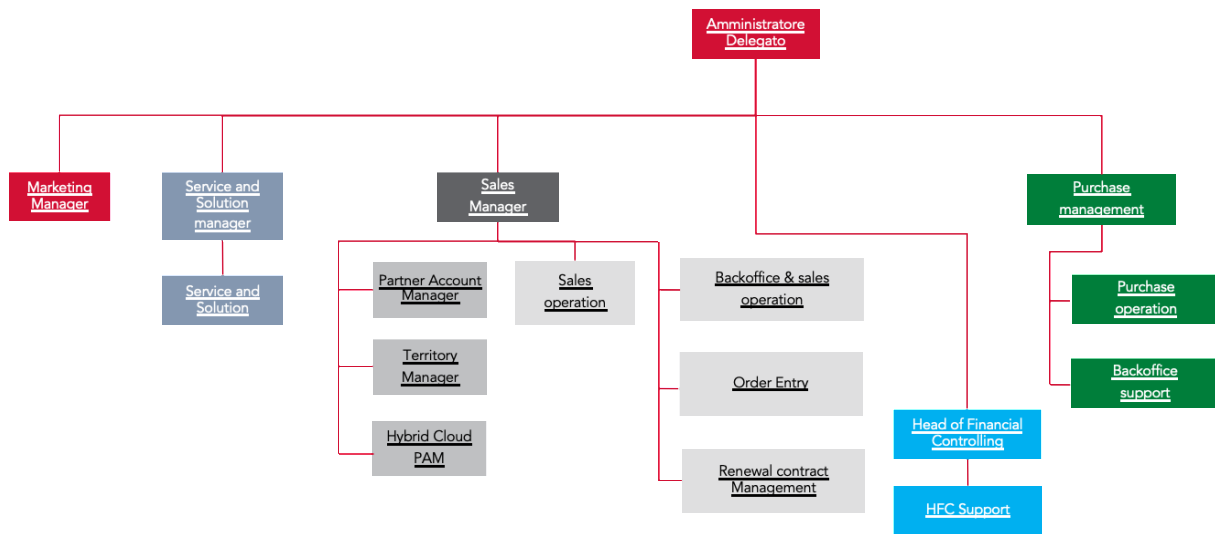 Amministratore
Delegato
Marketing
Manager
Service and
Solution
manager
Sales
Manager
Purchase
management
Service and
Solution
Partner Account
Manager
Sales
operation
Backoffice & sales
operation
Purchase
operation
Territory
Manager
Order Entry
Backoffice
support
Hybrid Cloud
PAM
Head of Financial
Controlling
Renewal contract
Management
HFC Support